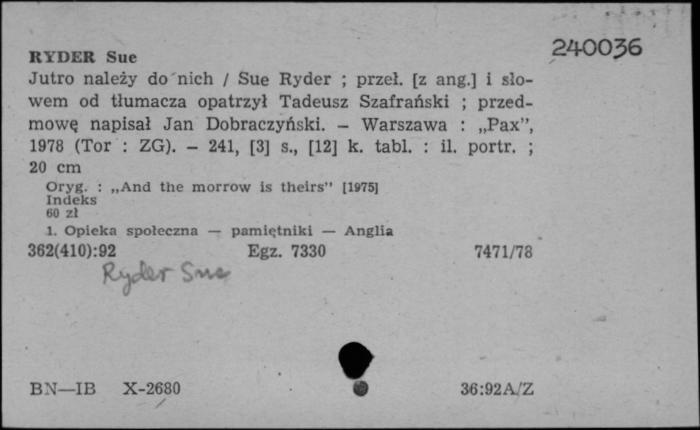 240036
RYDER Sue
Jutro należy do nich / Sue Ryder ; przeł. [z ang.] i sło-
wem od tłumacza opatrzył Tadeusz Szafrański ; przed-
mowę napisał Jan Dobraczyński. — Warszawa : „Pax”,
1978 (Tor : ZG). — 241, [3] s., [12] k. tabl. : il. portr. ;
20 cm
Oryg. : „And the morrow is theirs” [1975]
Indeks
60 zł
1. Opieka społeczna — pamiętniki — Anglia
362(410):92 Egz. 7330 7471/78
Ryder Sue
BN—IB X-2680 36:92A/Z